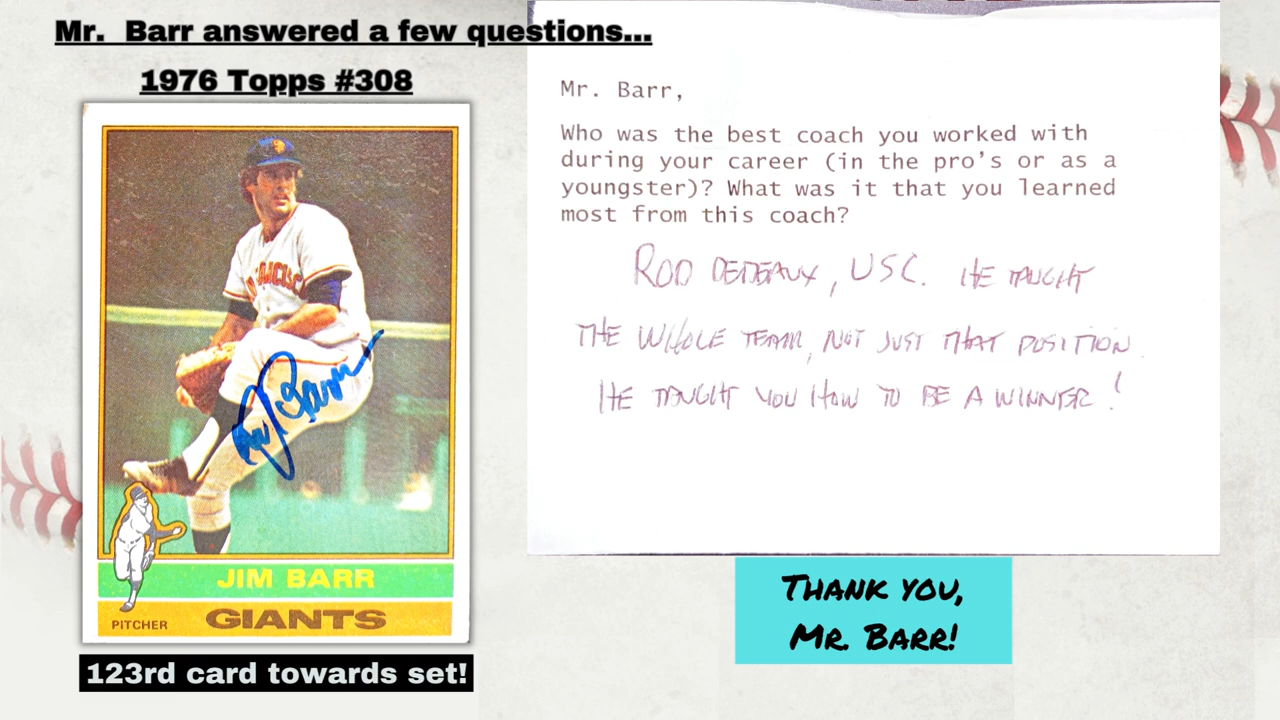 Mr. Barr answered a few questions...
1976 Topps #308
FRANCISCO
J Barr
JIM BARR
GIANTS
PITCHER
123rd card towards set!
Mr. Barr,
Who was the best coach you worked with
during your career (in the pro's or as a
youngster)? What was it that you learned
most from this coach?
ROD DEDEAUX, USC. HE TAUGHT
THE WHOLE TEAM, NOT JUST THAT POSITION.
HE TAUGHT YOU HOW TO BE A WINNER!
THANK YOU,
MR. BARR!